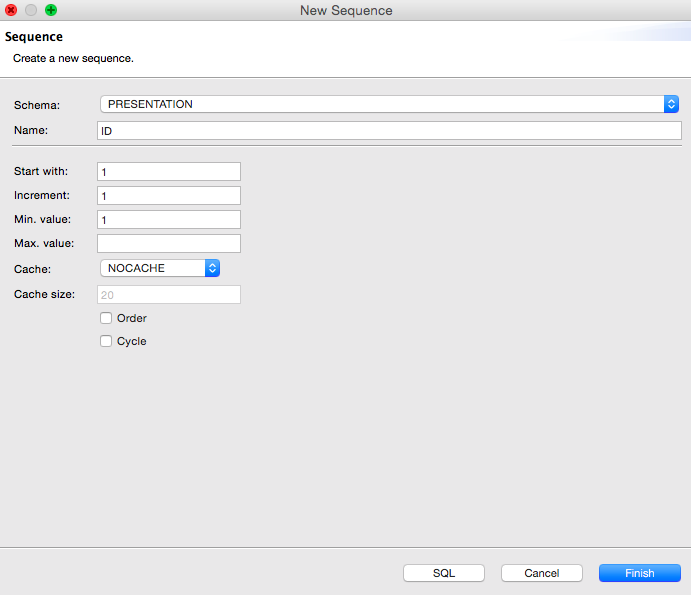 New Sequence
Sequence
Create a new sequence.
Schema: PRESENTATION
Name: ID
Start with: 1
Increment: 1
Min. value: 1
Max. value:
Cache: NOCACHE
Cache size: 20
Order
Cycle
SQL Cancel Finish